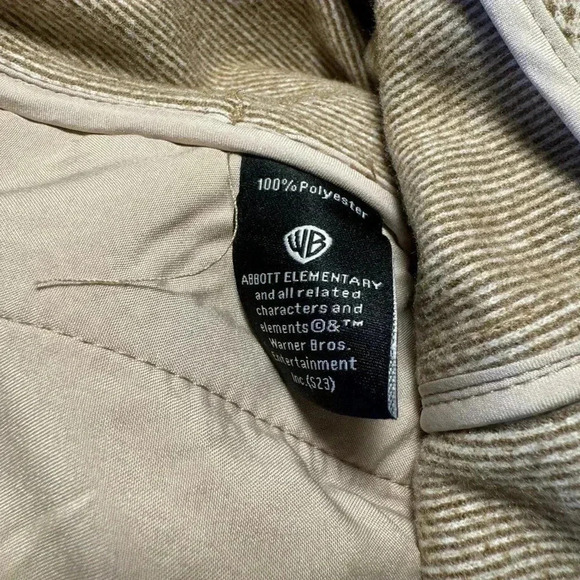 100%Polyester
WB
ABBOTT ELEMENTARY
and all related
characters and
elements©&™
Warner Bros.
Entertainment
Inc.(S23)